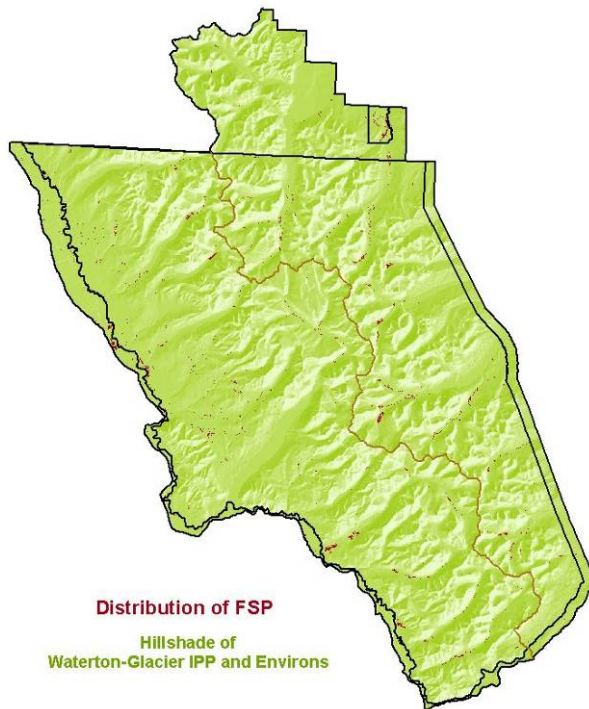 Distribution of FSP
Hillshade of
Waterton-Glacier IPP and Environs